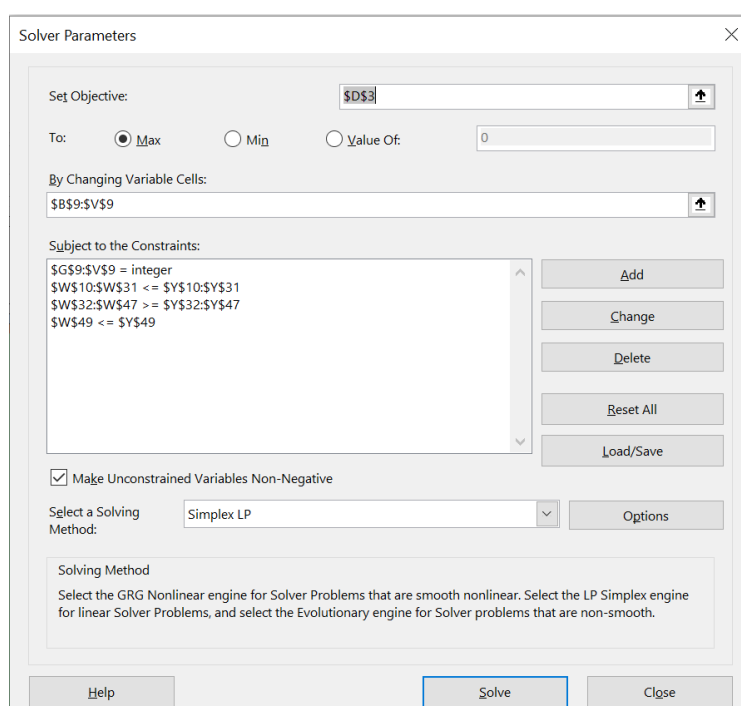 Solver Parameters
Set Objective: $D$3
To: Max Min Value Of: 0
By Changing Variable Cells:
$B$9:$V$9
Subject to the Constraints:
$G$9:$V$9 = integer
$W$10:$W$31 <= $Y$10:$Y$31
$W$32:$W$47 >= $Y$32:$Y$47
$W$49 <= $Y$49
Add
Change
Delete
Reset All
Load/Save
Make Unconstrained Variables Non-Negative
Select a Solving
Method:
Simplex LP
Options
Solving Method
Select the GRG Nonlinear engine for Solver Problems that are smooth nonlinear. Select the LP Simplex engine
for linear Solver Problems, and select the Evolutionary engine for Solver problems that are non-smooth.
Help Solve Close